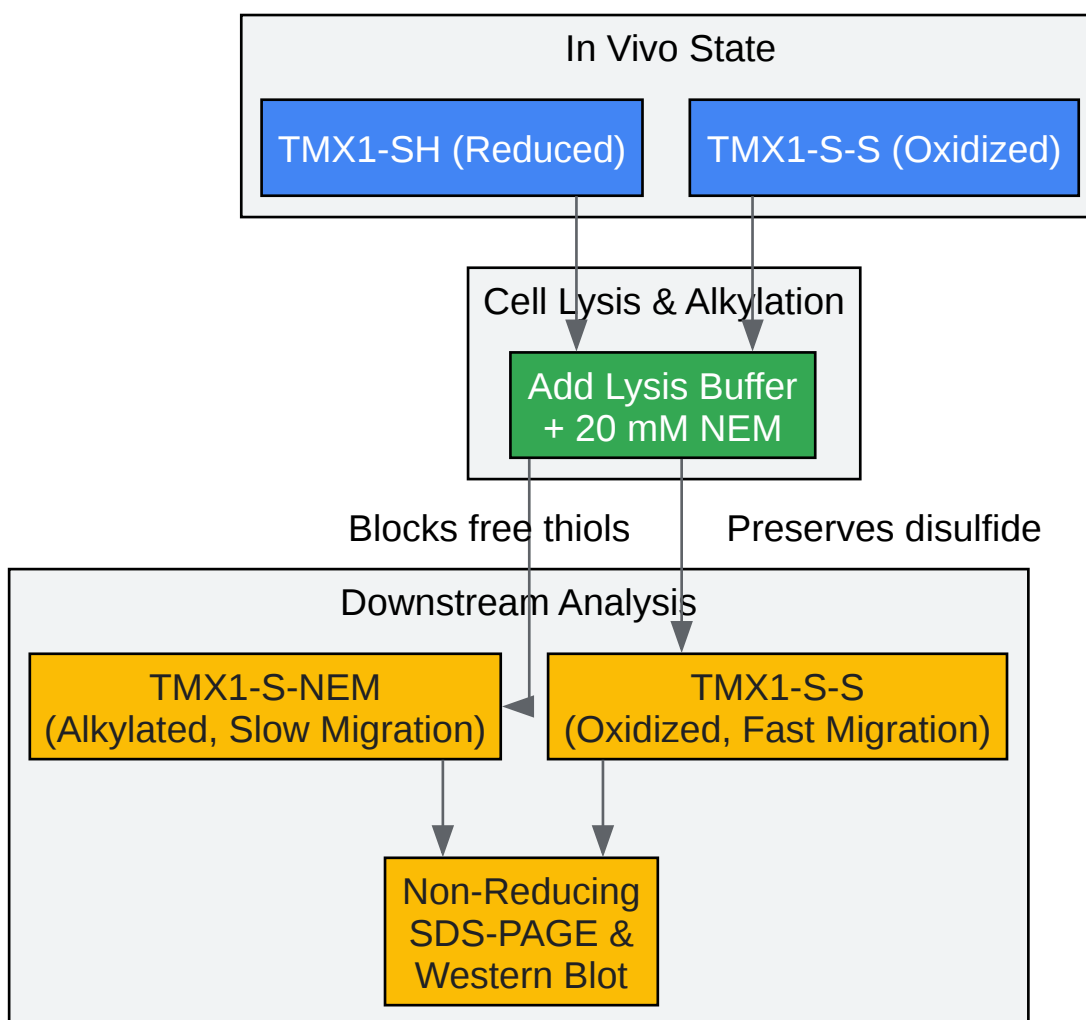 In Vivo State
TMX1-SH (Reduced)
TMX1-S-S (Oxidized)
Cell Lysis & Alkylation
Add Lysis Buffer
+ 20 mM NEM
Blocks free thiols
Preserves disulfide
Downstream Analysis
TMX1-S-NEM
(Alkylated, Slow Migration)
TMX1-S-S
(Oxidized, Fast Migration)
Non-Reducing
SDS-PAGE &
Western Blot